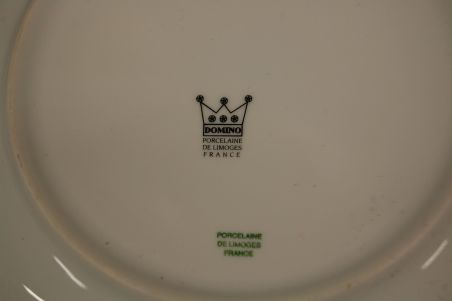 DOMINO
PORCELAINE
DE LIMOGES
FRANCE
PORCELAINE
DE LIMOGES
FRANCE